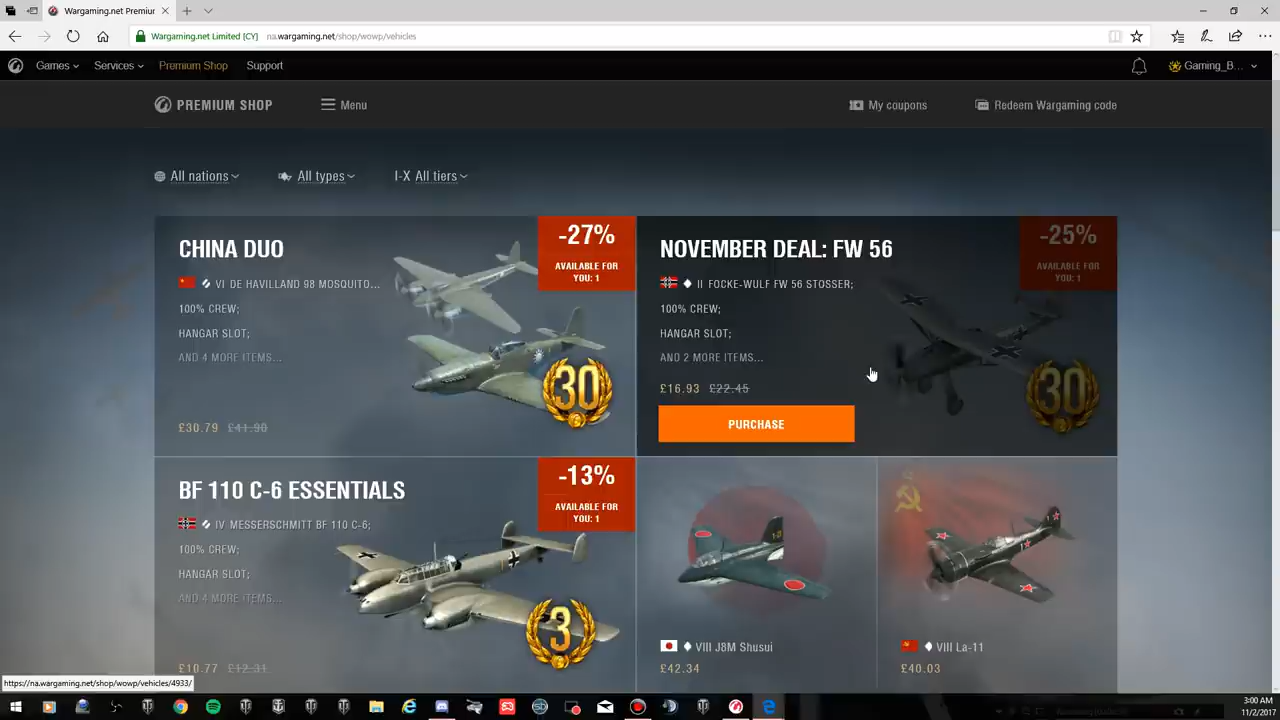 Wargaming.net Premiur
Wargaming.net Limited [CY] na.wargaming.net/shop/wowp/vehicles
Games Services Premium Shop Support Gaming_B...
PREMIUM SHOP Menu My coupons Redeem Wargaming code
All nations All types I-X All tiers
CHINA DUO
-27%
AVAILABLE FOR
YOU: 1
VI DE HAVILLAND 98 MOSQUITO...
100% CREW;
HANGAR SLOT;
AND 4 MORE ITEMS...
30
£30.79 £41.90
NOVEMBER DEAL: FW 56
-25%
AVAILABLE FOR
YOU: 1
II FOCKE-WULF FW 56 STOSSER;
100% CREW;
HANGAR SLOT;
AND 2 MORE ITEMS...
£16.93 £22.45
30
PURCHASE
BF 110 C-6 ESSENTIALS
-13%
AVAILABLE FOR
YOU: 1
IV MESSERSCHMITT BF 110 C-6;
100% CREW;
HANGAR SLOT;
AND 4 MORE ITEMS...
3
£10.77 £12.31
VIII J8M Shusui
£42.34
VIII La-11
£40.03
https://na.wargaming.net/shop/wowp/vehicles/4933/
3:00 AM
11/2/2017